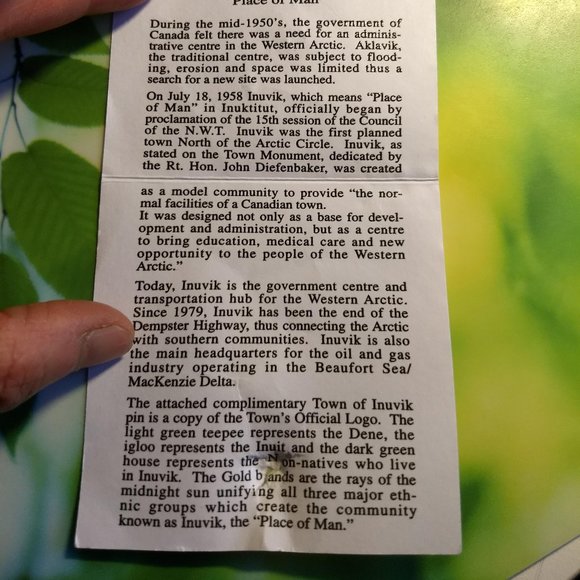 Place of Man
During the mid-1950's, the government of
Canada felt there was a need for an adminis-
trative centre in the Western Arctic. Aklavik,
the traditional centre, was subject to flood-
ing, erosion and space was limited thus a
search for a new site was launched.
On July 18, 1958 Inuvik, which means "Place
of Man" in Inuktitut, officially began by
proclamation of the 15th session of the Council
of the N.W.T. Inuvik was the first planned
town North of the Arctic Circle. Inuvik, as
stated on the Town Monument, dedicated by
the Rt. Hon. John Diefenbaker, was created
as a model community to provide "the nor-
mal facilities of a Canadian town.
It was designed not only as a base for devel-
opment and administration, but as a centre
to bring education, medical care and new
opportunity to the people of the Western
Arctic."
Today, Inuvik is the government centre and
transportation hub for the Western Arctic.
Since 1979, Inuvik has been the end of the
Dempster Highway, thus connecting the Arctic
with southern communities. Inuvik is also
the main headquarters for the oil and gas
industry operating in the Beaufort Sea/
MacKenzie Delta.
The attached complimentary Town of Inuvik
pin is a copy of the Town's Official Logo. The
light green teepee represents the Dene, the
igloo represents the Inuit and the dark green
house represents the Non-natives who live
in Inuvik. The Gold bands are the rays of the
midnight sun unifying all three major eth-
nic groups which create the community
known as Inuvik, the "Place of Man."